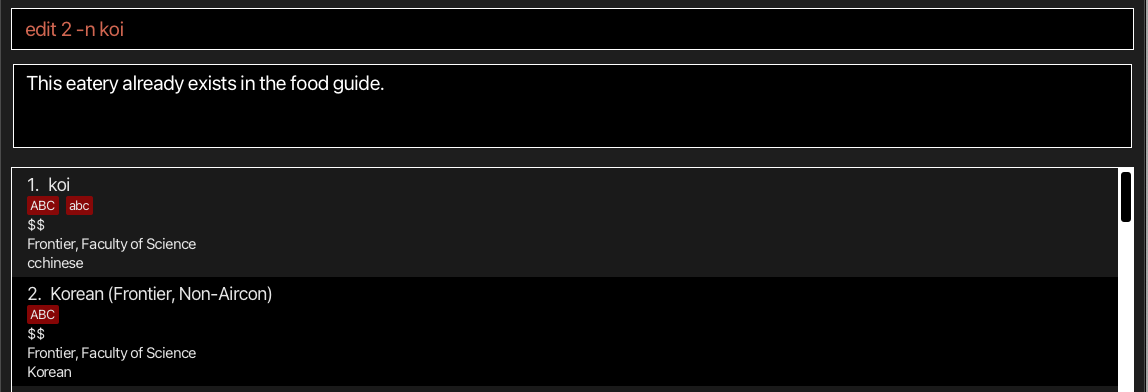 edit 2 -n koi
This eatery already exists in the food guide.
1. koi
ABC abc
$$
Frontier, Faculty of Science
cchinese
2. Korean (Frontier, Non-Aircon)
ABC
$$
Frontier, Faculty of Science
Korean